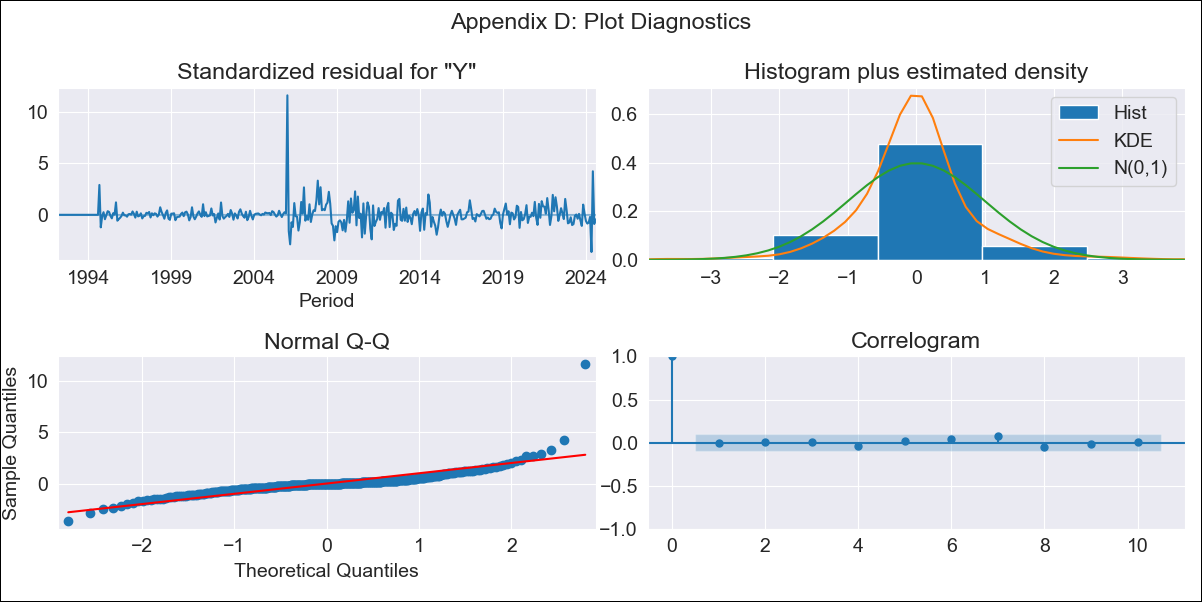 Appendix D: Plot Diagnostics
Standardized residual for "Y"
10
5
0
1994 1999 2004 2009 2014 2019 2024
Period
Histogram plus estimated density
0.6
0.4
0.2
0.0
−3 −2 −1 0 1 2 3
Hist
KDE
N(0,1)
Normal Q-Q
Sample Quantiles
10
5
0
−2 −1 0 1 2
Theoretical Quantiles
Correlogram
1.0
0.5
0.0
−0.5
−1.0
0 2 4 6 8 10